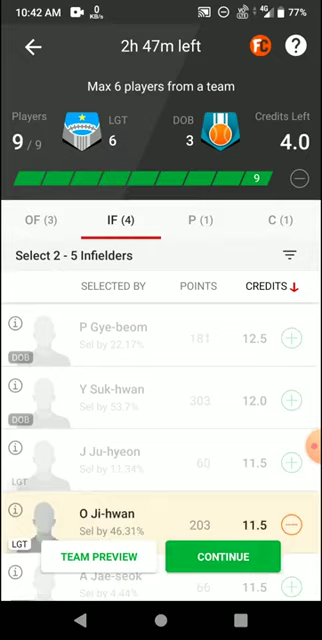 10:42 AM 0 KB/s 4G 77%
2h 47m left FC ?
Max 6 players from a team
Players LGT DOB Credits Left
9 / 9 6 3 4.0
9
OF (3) IF (4) P (1) C (1)
Select 2 - 5 Infielders
SELECTED BY POINTS CREDITS
P Gye-beom
Sel by 22.17% 181 12.5
DOB
Y Suk-hwan
Sel by 53.7% 303 12.0
DOB
J Ju-hyeon
Sel by 11.34% 60 11.5
LGT
O Ji-hwan
Sel by 46.31% 203 11.5
LGT
TEAM PREVIEW CONTINUE
A Jae-seok
Sel by 4.44% 66 11.5